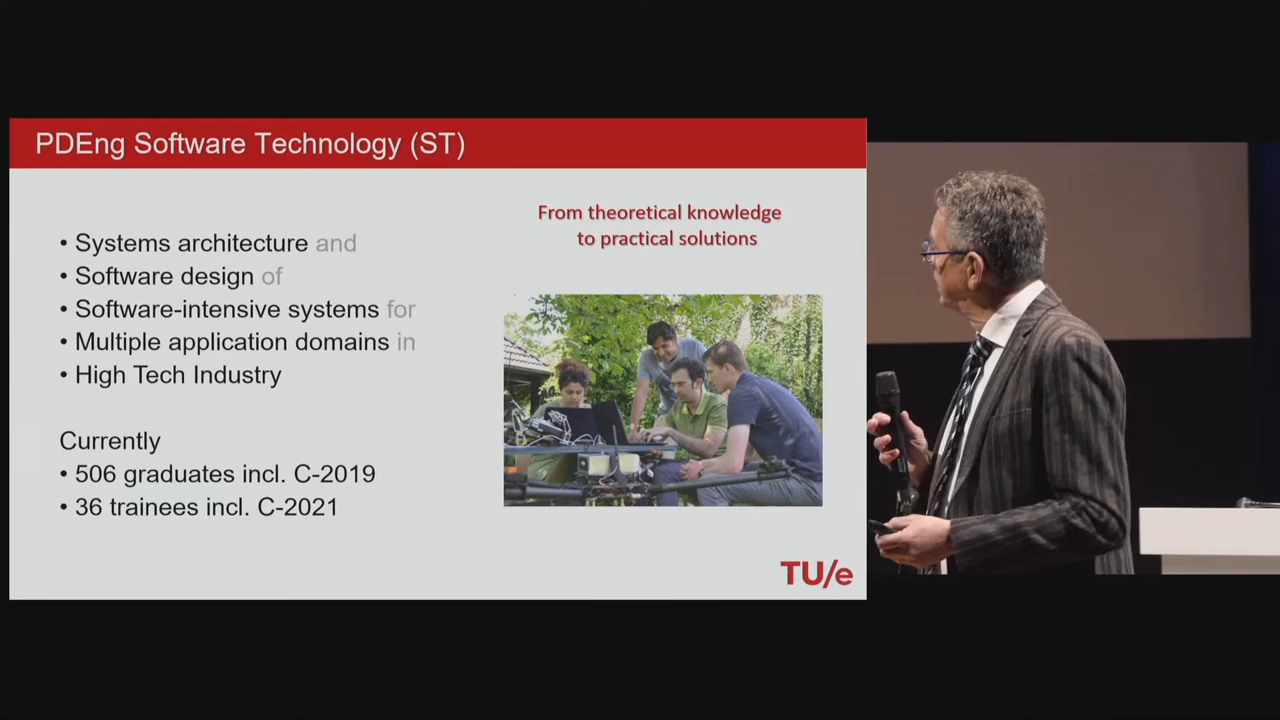 PDEng Software Technology (ST)
From theoretical knowledge
to practical solutions
• Systems architecture and
• Software design of
• Software-intensive systems for
• Multiple application domains in
• High Tech Industry
Currently
• 506 graduates incl. C-2019
• 36 trainees incl. C-2021
TU/e